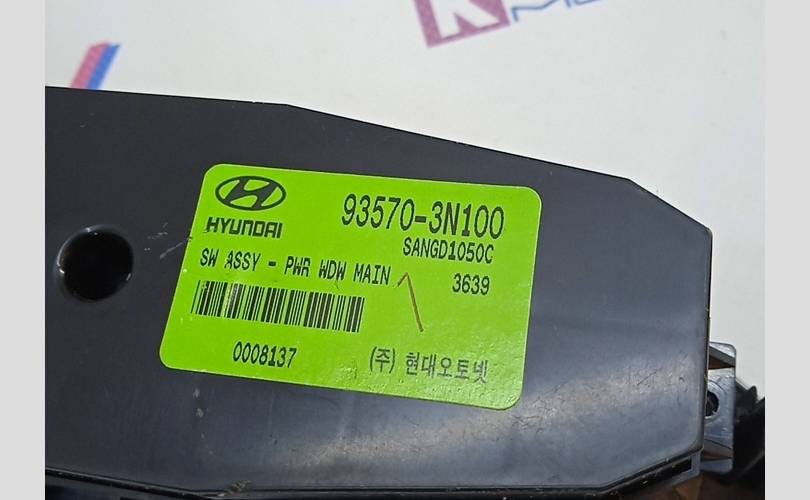 HYUNDAI
93570-3N100
SANGD1050C
SW ASSY - PWR WDW MAIN
3639
0008137
(주) 현대오토넷